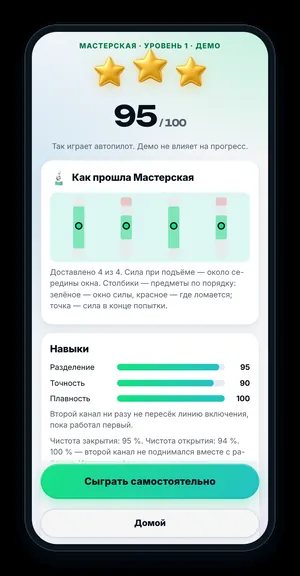 МАСТЕРСКАЯ · УРОВЕНЬ 1 · ДЕМО
95 / 100
Так играет автопилот. Демо не влияет на прогресс.
Как прошла Мастерская
Доставлено 4 из 4. Сила при подъёме — около се-
редины окна. Столбики — предметы по порядку:
зелёное — окно силы, красное — где ломается;
точка — сила в конце попытки.
Навыки
Разделение 95
Точность 90
Плавность 100
Второй канал ни разу не пересёк линию включения,
пока работал первый.
Чистота закрытия: 95 %. Чистота открытия: 94 %.
100 % — второй канал не поднимался вместе с ра-
Сыграть самостоятельно
Домой